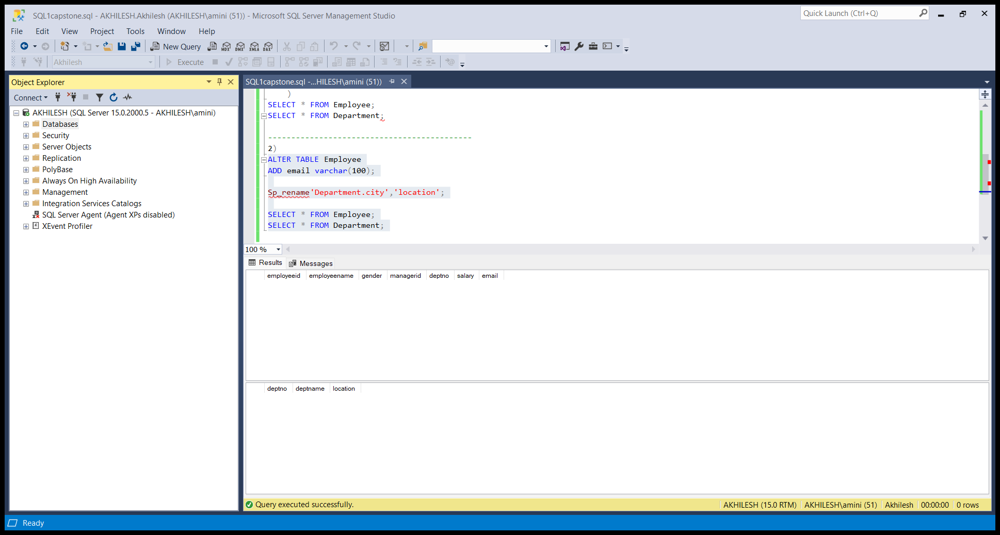 SQL1capstone.sql - AKHILESH.Akhilesh (AKHILESH\amini (51)) - Microsoft SQL Server Management Studio
Quick Launch (Ctrl+Q)
File Edit View Project Tools Window Help
New Query MDX DMX XMLA DAX
Akhilesh Execute
Object Explorer
Connect
AKHILESH (SQL Server 15.0.2000.5 - AKHILESH\amini)
Databases
Security
Server Objects
Replication
PolyBase
Always On High Availability
Management
Integration Services Catalogs
SQL Server Agent (Agent XPs disabled)
XEvent Profiler
SQL1capstone.sql -...HILESH\amini (51))
)
SELECT * FROM Employee;
SELECT * FROM Department;
--------------------------------------------
2)
ALTER TABLE Employee
ADD email varchar(100);
Sp_rename'Department.city','location';
SELECT * FROM Employee;
SELECT * FROM Department;
100 %
Results Messages
employeeid employeename gender managerid deptno salary email
deptno deptname location
Query executed successfully. AKHILESH (15.0 RTM) AKHILESH\amini (51) Akhilesh 00:00:00 0 rows
Ready